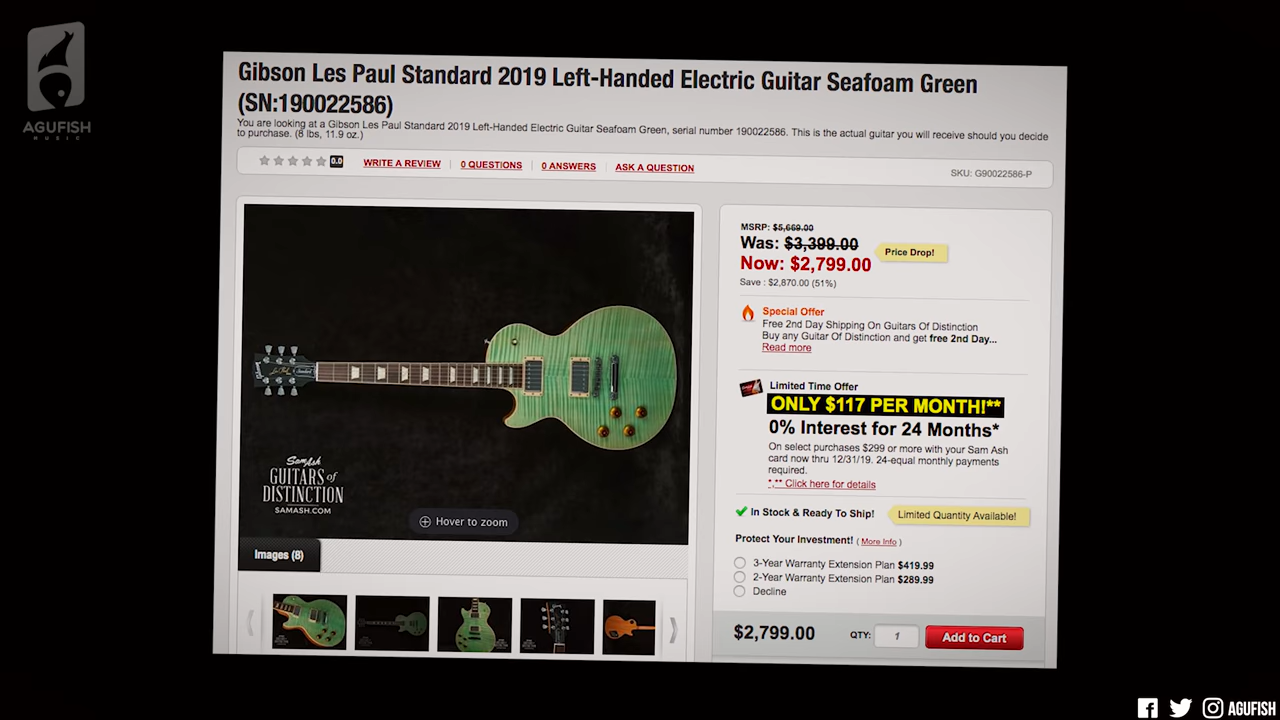 AGUFISH
MUSIC
Gibson Les Paul Standard 2019 Left-Handed Electric Guitar Seafoam Green
(SN:190022586)
You are looking at a Gibson Les Paul Standard 2019 Left-Handed Electric Guitar Seafoam Green, serial number 190022586. This is the actual guitar you will receive should you decide
to purchase. (8 lbs, 11.9 oz.)
0.0 WRITE A REVIEW 0 QUESTIONS 0 ANSWERS ASK A QUESTION SKU: G90022586-P
MSRP: $5,669.00
Was: $3,399.00
Price Drop!
Now: $2,799.00
Save : $2,870.00 (51%)
Special Offer
Free 2nd Day Shipping On Guitars Of Distinction
Buy any Guitar Of Distinction and get free 2nd Day...
Read more
Limited Time Offer
ONLY $117 PER MONTH!**
0% Interest for 24 Months*
On select purchases $299 or more with your Sam Ash
card now thru 12/31/19. 24-equal monthly payments
required.
*,** Click here for details
In Stock & Ready To Ship! Limited Quantity Available!
Protect Your Investment! ( More Info )
3-Year Warranty Extension Plan $419.99
2-Year Warranty Extension Plan $289.99
Decline
$2,799.00 QTY: 1 Add to Cart
Sam Ash
GUITARS of
DISTINCTION
SAMASH.COM
Hover to zoom
Images (8)
AGUFISH